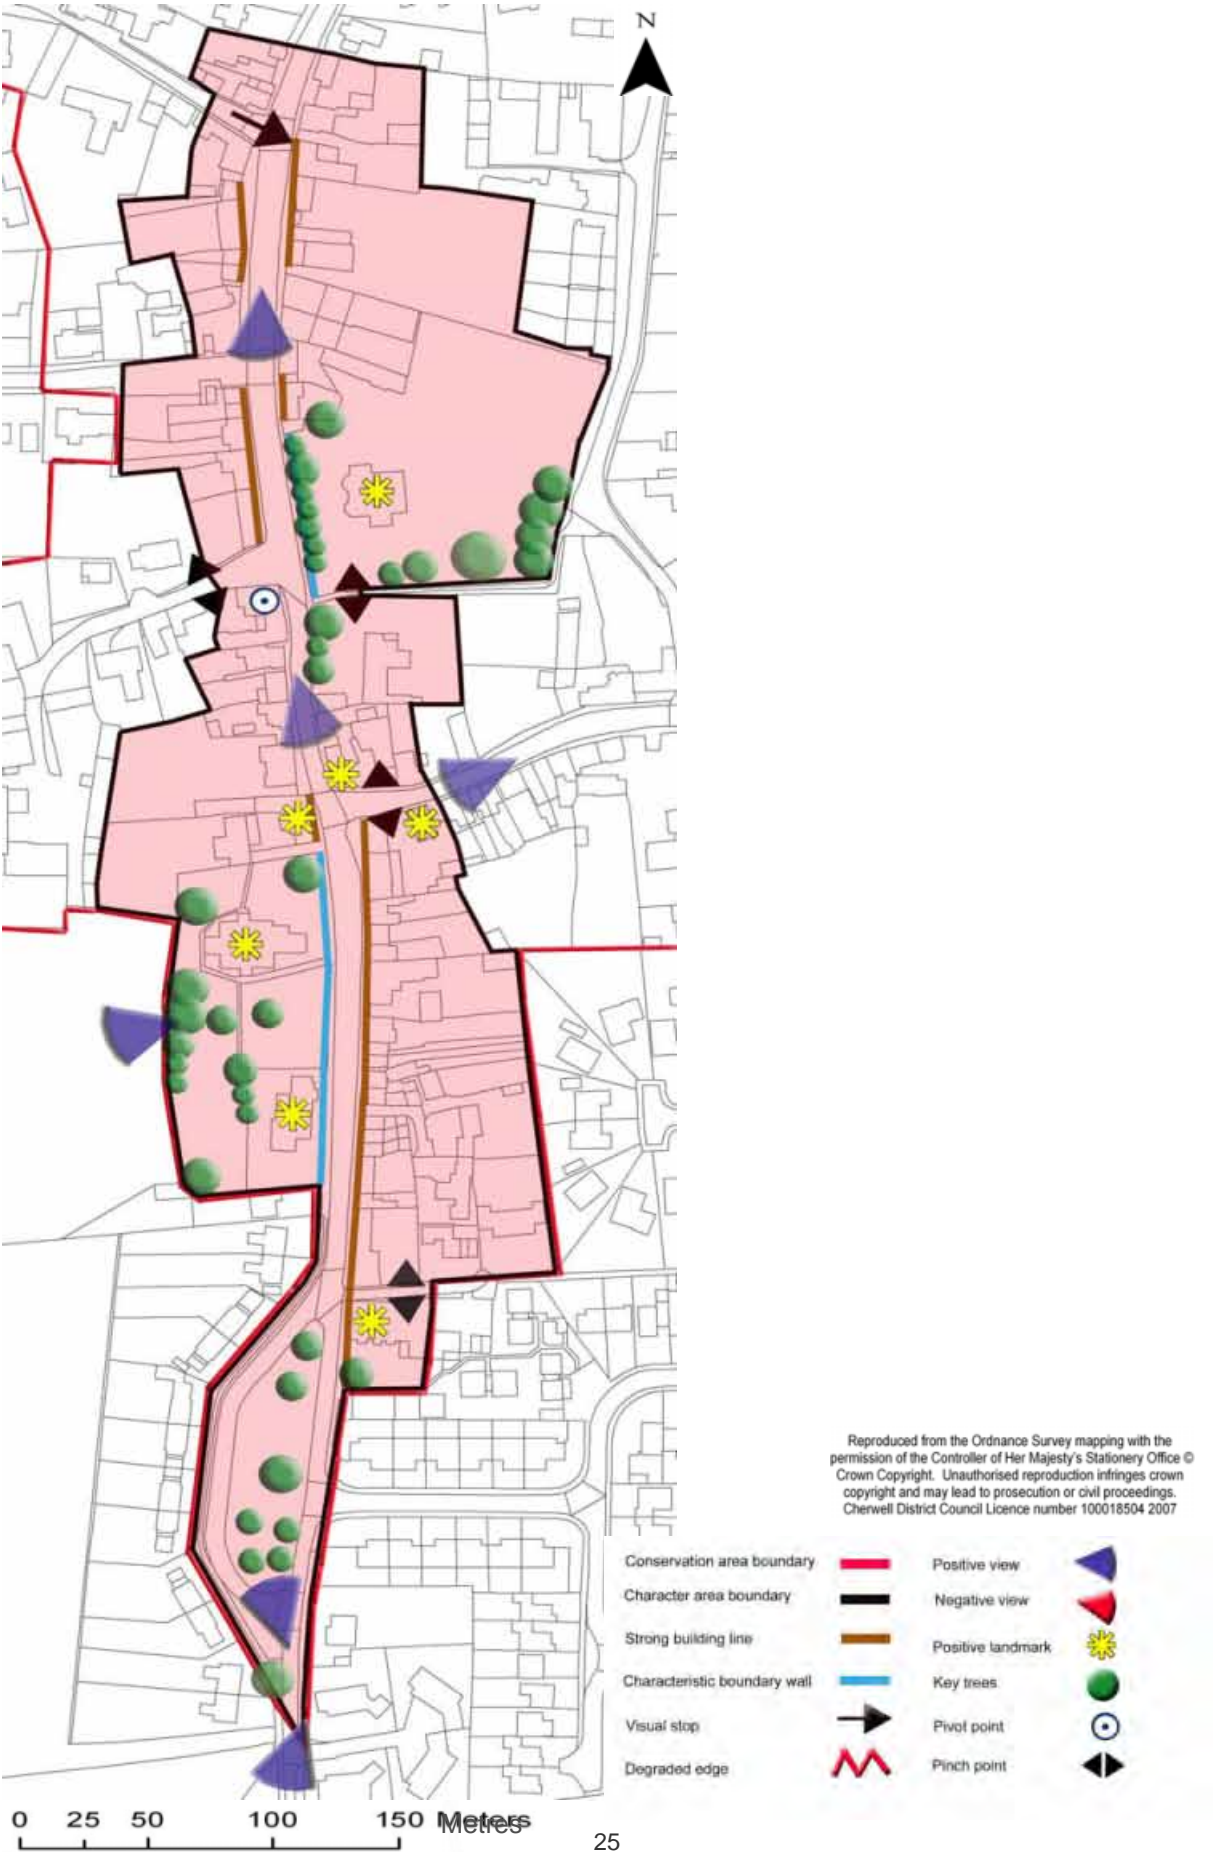 N
Reproduced from the Ordnance Survey mapping with the
permission of the Controller of Her Majesty's Stationery Office ©
Crown Copyright. Unauthorised reproduction infringes crown
copyright and may lead to prosecution or civil proceedings.
Cherwell District Council Licence number 100018504 2007
Conservation area boundary
Positive view
Character area boundary
Negative view
Strong building line
Positive landmark
Characteristic boundary wall
Key trees
Visual stop
Pivot point
Degraded edge
Pinch point
0 25 50 100 150 Meters
Metres
25